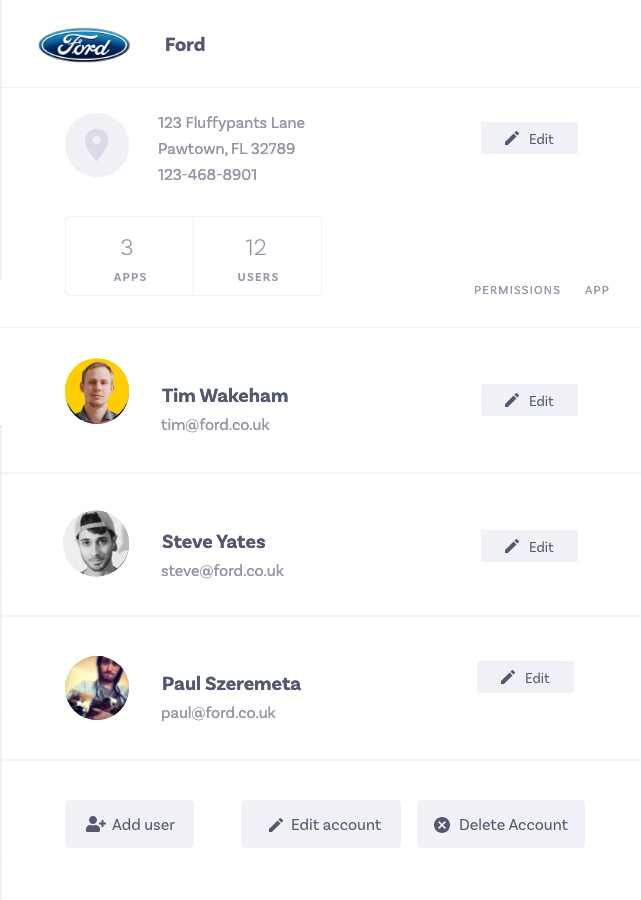 Ford
Ford
123 Fluffypants Lane
Pawtown, FL 32789
123-468-8901
Edit
3
12
APPS
USERS
PERMISSIONS
APP
Tim Wakeham
tim@ford.co.uk
Edit
Steve Yates
steve@ford.co.uk
Edit
Paul Szeremeta
paul@ford.co.uk
Edit
Add user
Edit account
Delete Account